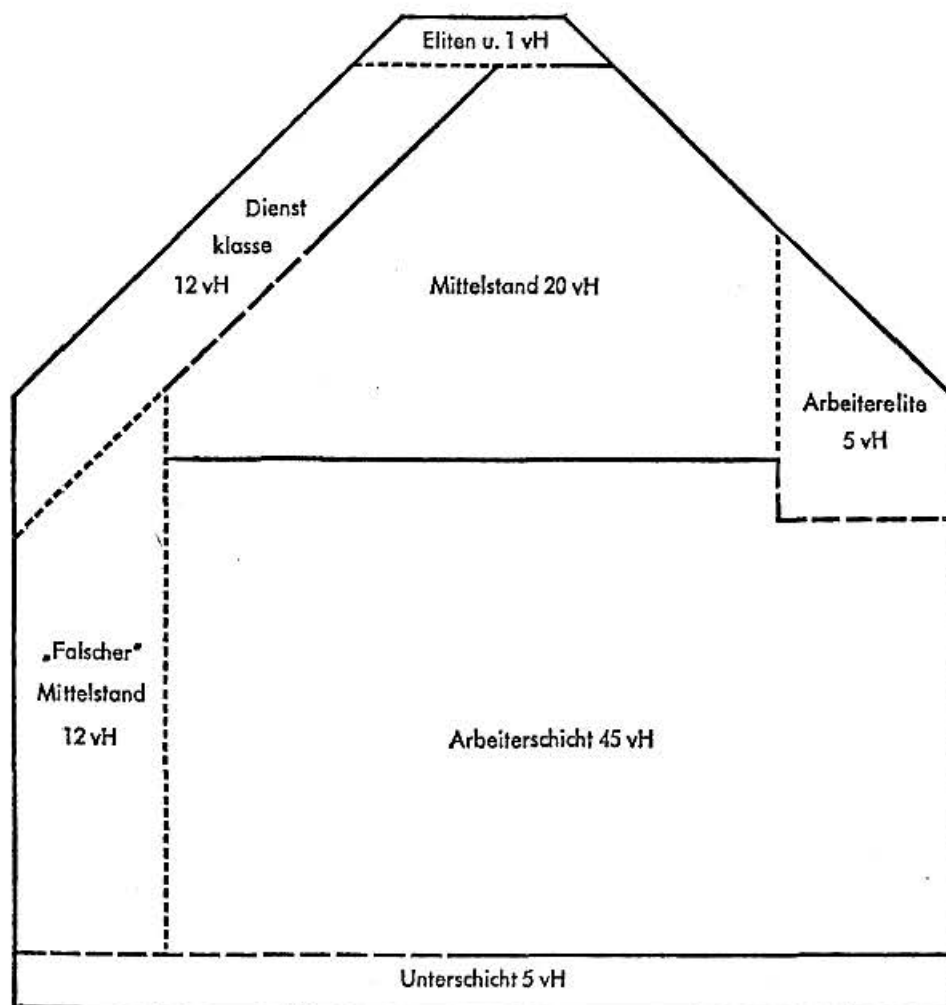 Eliten u. 1 vH
Dienst
klasse
12 vH
Mittelstand 20 vH
Arbeiterelite
5 vH
„Falscher"
Mittelstand
12 vH
Arbeiterschicht 45 vH
Unterschicht 5 vH